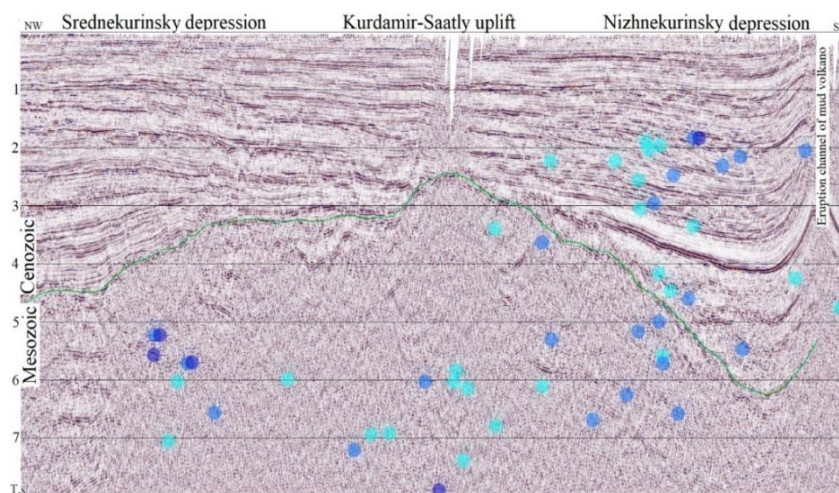 Srednekurinsky depression Kurdamir-Saatly uplift Nizhnekurinsky depression
NW
1
2
3
4
5
6
7
T.s
Mesozoic Cenozoic
Eruption channel of mud volkano